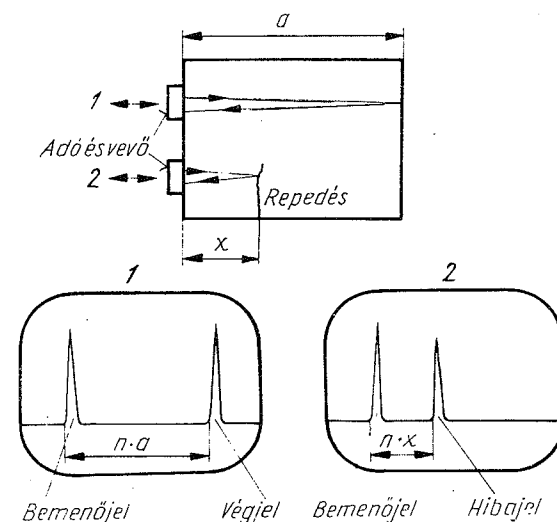 a
1
Adó és vevő
2
Repedés
x
1
2
n·a
n·x
Bemenőjel
Végjel
Bemenőjel
Hibajel